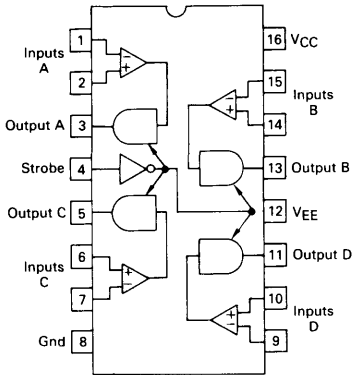 1
Inputs
A
2
Output A 3
Strobe 4
Output C 5
Inputs
C
6
7
Gnd 8
16 VCC
15
Inputs
B
14
13 Output B
12 VEE
11 Output D
10
Inputs
D
9
− + − + + − + − − + + −